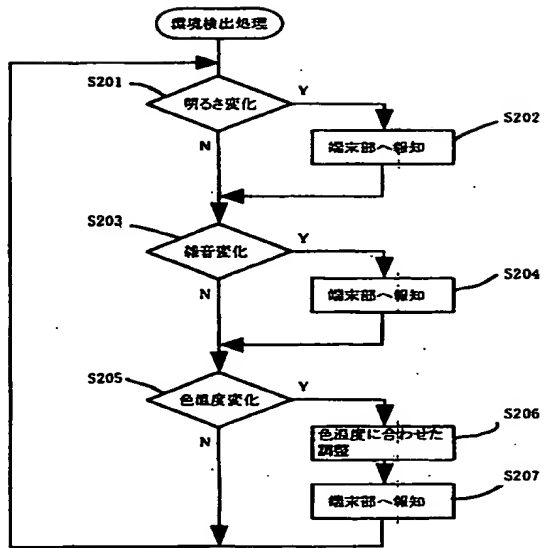 環境検出処理
S201
明るさ変化
Y
N
S202
端末部へ報知
S203
雑音変化
Y
N
S204
端末部へ報知
S205
色温度変化
Y
N
S206
色温度に合わせた
調整
S207
端末部へ報知